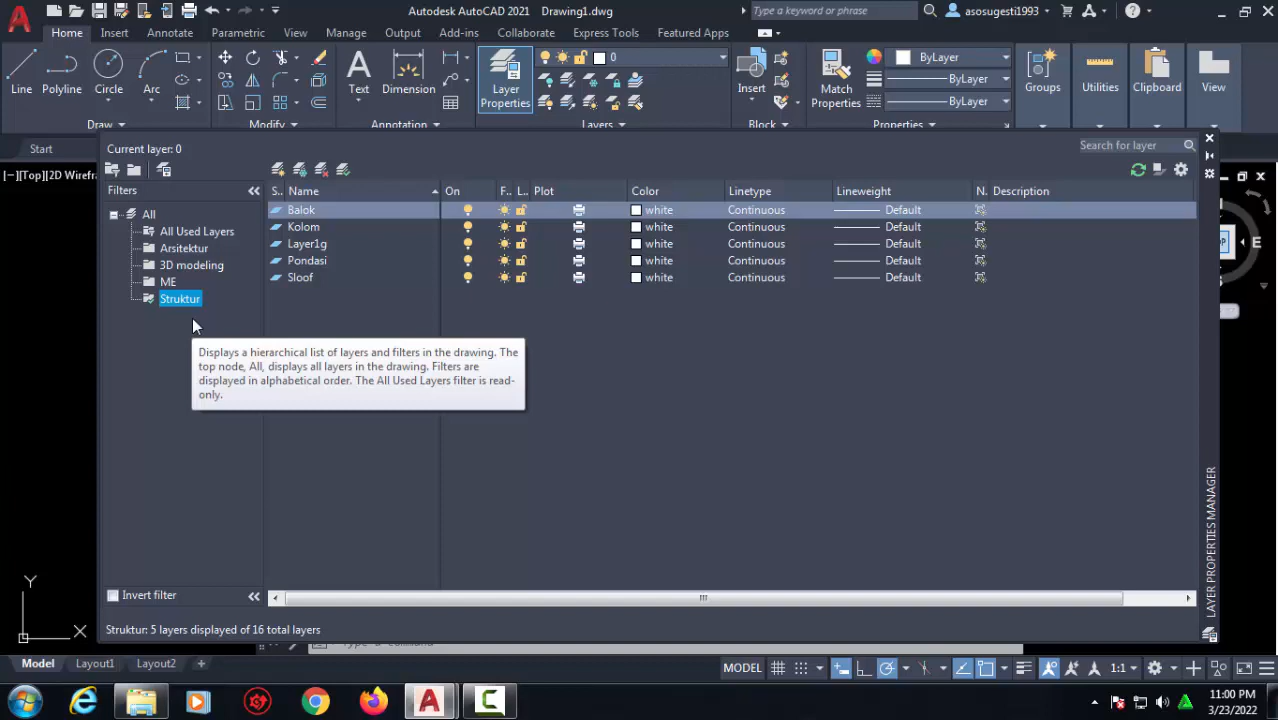 Autodesk AutoCAD 2021 Drawing1.dwg
Type a keyword or phrase
asosugesti1993
Home Insert Annotate Parametric View Manage Output Add-ins Collaborate Express Tools Featured Apps
0
ByLayer
ByLayer
ByLayer
Line Polyline Circle Arc Text Dimension Layer Properties Insert Match Properties Groups Utilities Clipboard View
Draw Modify Annotation Layers Block Properties
Start
[−][Top][2D Wirefr
Current layer: 0
Search for layer
Filters
S.. Name On F.. L.. Plot Color Linetype Lineweight N. Description
All
All Used Layers
Arsitektur
3D modeling
ME
Struktur
Balok white Continuous Default
Kolom white Continuous Default
Layer1g white Continuous Default
Pondasi white Continuous Default
Sloof white Continuous Default
Displays a hierarchical list of layers and filters in the drawing. The
top node, All, displays all layers in the drawing. Filters are
displayed in alphabetical order. The All Used Layers filter is read-
only.
E
LAYER PROPERTIES MANAGER
Y
X
Invert filter
Struktur: 5 layers displayed of 16 total layers
Model Layout1 Layout2
MODEL
1:1
11:00 PM
3/23/2022